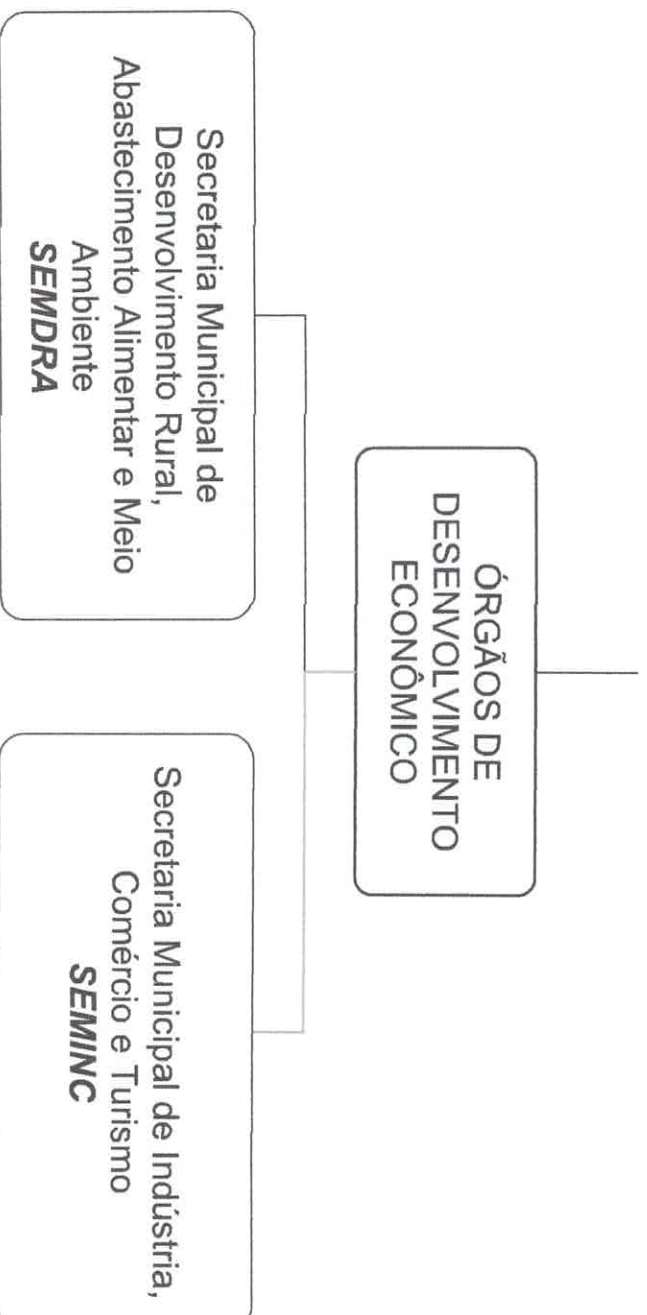 ÓRGÃOS DE
DESENVOLVIMENTO
ECONÔMICO
Secretaria Municipal de
Desenvolvimento Rural,
Abastecimento Alimentar e Meio
Ambiente
SEMDRA
Secretaria Municipal de Indústria,
Comércio e Turismo
SEMINC